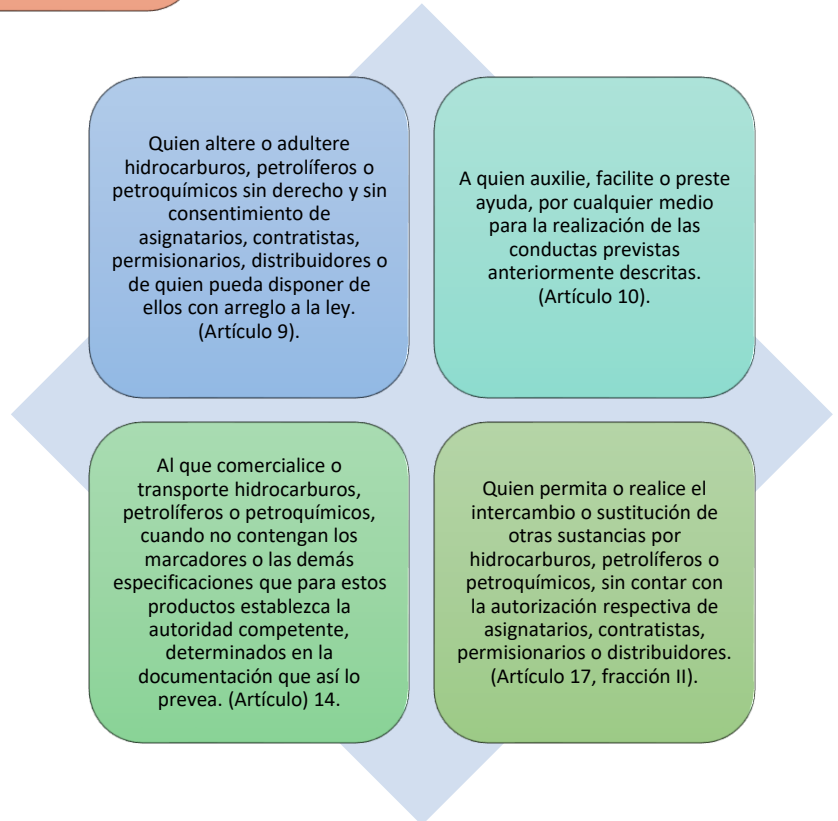 Quien altere o adultere
hidrocarburos, petrolíferos o
petroquímicos sin derecho y sin
consentimiento de
asignatarios, contratistas,
permisionarios, distribuidores o
de quien pueda disponer de
ellos con arreglo a la ley.
(Artículo 9).
A quien auxilie, facilite o preste
ayuda, por cualquier medio
para la realización de las
conductas previstas
anteriormente descritas.
(Artículo 10).
Al que comercialice o
transporte hidrocarburos,
petrolíferos o petroquímicos,
cuando no contengan los
marcadores o las demás
especificaciones que para estos
productos establezca la
autoridad competente,
determinados en la
documentación que así lo
prevea. (Artículo) 14.
Quien permita o realice el
intercambio o sustitución de
otras sustancias por
hidrocarburos, petrolíferos o
petroquímicos, sin contar con
la autorización respectiva de
asignatarios, contratistas,
permisionarios o distribuidores.
(Artículo 17, fracción II).